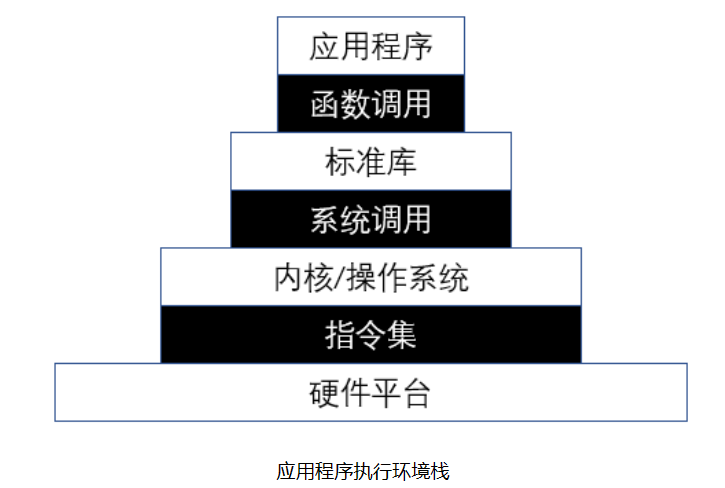 应用程序
函数调用
标准库
系统调用
内核/操作系统
指令集
硬件平台
应用程序执行环境栈